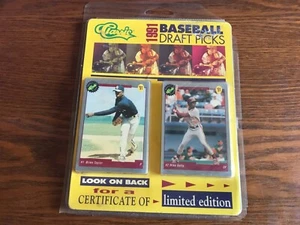 Classic
1991
BASEBALL
DRAFT PICKS
LOOK ON BACK
for a
CERTIFICATE OF
limited edition